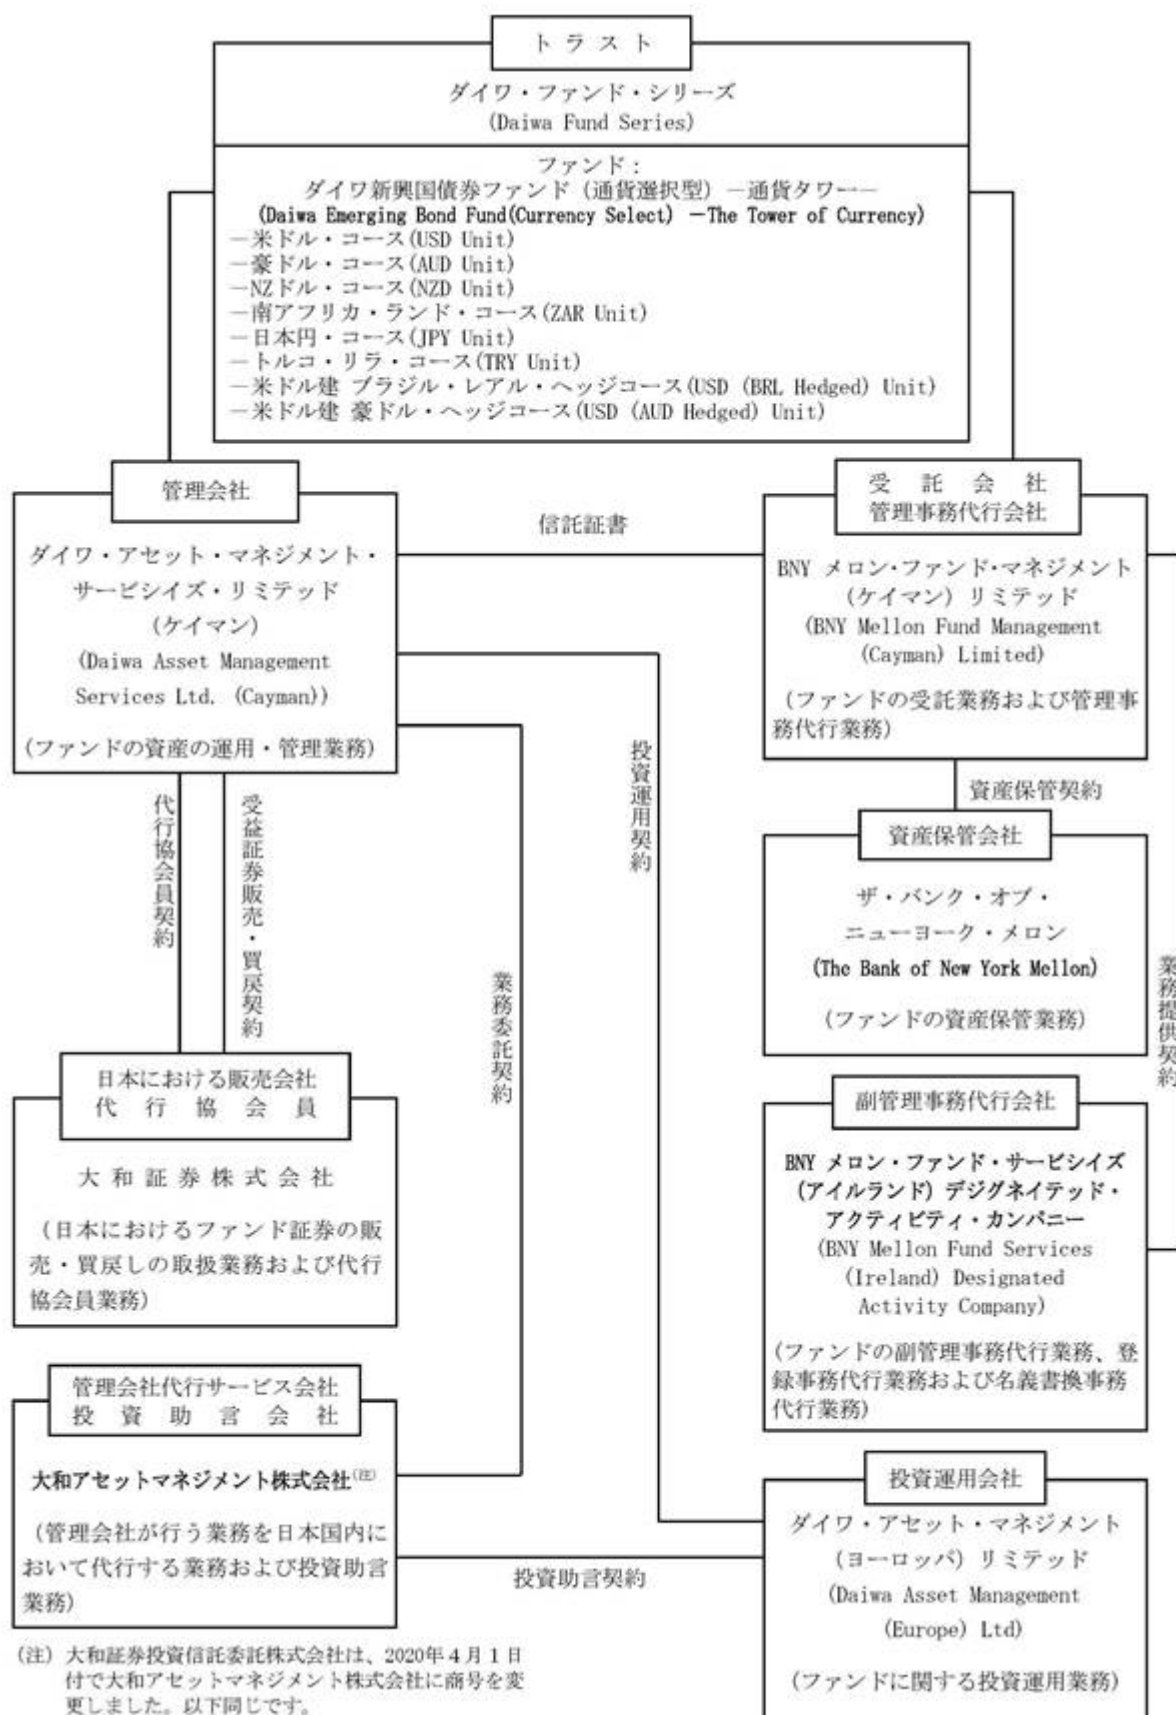 トラスト
ダイワ・ファンド・シリーズ
(Daiwa Fund Series)
ファンド：
ダイワ新興国債券ファンド（通貨選択型）－通貨タワー－
(Daiwa Emerging Bond Fund(Currency Select) －The Tower of Currency)
－米ドル・コース(USD Unit)
－豪ドル・コース(AUD Unit)
－NZドル・コース(NZD Unit)
－南アフリカ・ランド・コース(ZAR Unit)
－日本円・コース(JPY Unit)
－トルコ・リラ・コース(TRY Unit)
－米ドル建 ブラジル・レアル・ヘッジコース(USD (BRL Hedged) Unit)
－米ドル建 豪ドル・ヘッジコース(USD (AUD Hedged) Unit)
管理会社
ダイワ・アセット・マネジメント・
サービシイズ・リミテッド
（ケイマン）
(Daiwa Asset Management
Services Ltd. (Cayman))
（ファンドの資産の運用・管理業務）
信託証書
受託会社
管理事務代行会社
BNY メロン・ファンド・マネジメント
（ケイマン）リミテッド
(BNY Mellon Fund Management
(Cayman) Limited)
（ファンドの受託業務および管理事
務代行業務）
代行協会員契約
受益証券販売・買戻契約
業務委託契約
投資運用契約
資産保管契約
資産保管会社
ザ・バンク・オブ・
ニューヨーク・メロン
(The Bank of New York Mellon)
（ファンドの資産保管業務）
業務提供契約
日本における販売会社
代行協会員
大和証券株式会社
（日本におけるファンド証券の販
売・買戻しの取扱業務および代行
協会員業務）
副管理事務代行会社
BNY メロン・ファンド・サービシイズ
（アイルランド）デジグネイテッド・
アクティビティ・カンパニー
(BNY Mellon Fund Services
(Ireland) Designated
Activity Company)
（ファンドの副管理事務代行業務、登
録事務代行業務および名義書換事務
代行業務）
管理会社代行サービス会社
投資助言会社
大和アセットマネジメント株式会社（注）
（管理会社が行う業務を日本国内に
おいて代行する業務および投資助言
業務）
投資助言契約
投資運用会社
ダイワ・アセット・マネジメント
（ヨーロッパ）リミテッド
(Daiwa Asset Management
(Europe) Ltd)
（ファンドに関する投資運用業務）
（注）大和証券投資信託委託株式会社は、2020年４月１日
付で大和アセットマネジメント株式会社に商号を変
更しました。以下同じです。